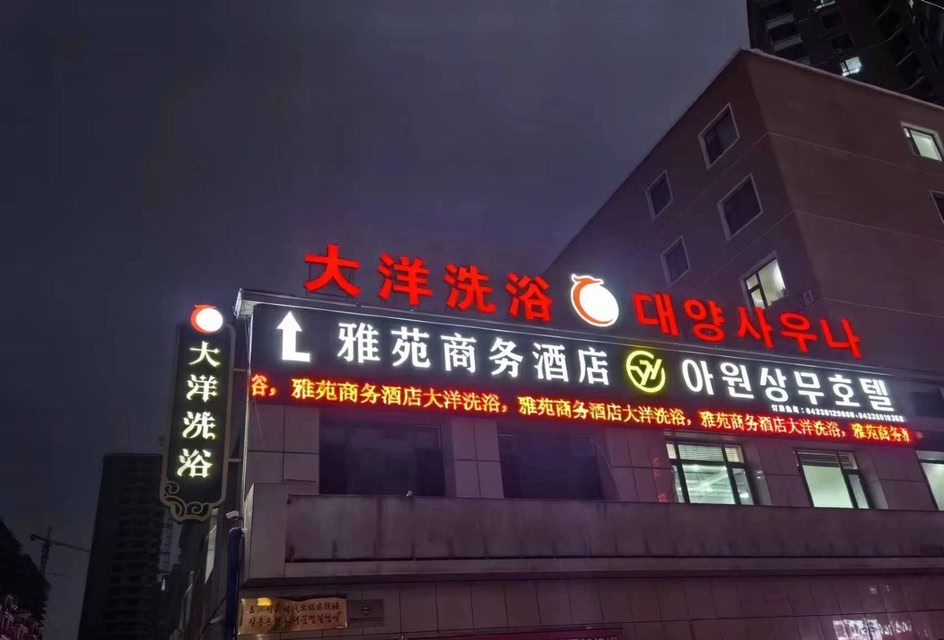 大洋洗浴 대양사우나
雅苑商务酒店 아원상무호텔
浴，雅苑商务酒店大洋洗浴，雅苑商务酒店大洋洗浴，雅苑商务酒店大洋洗浴，雅苑商务酒
大洋洗浴